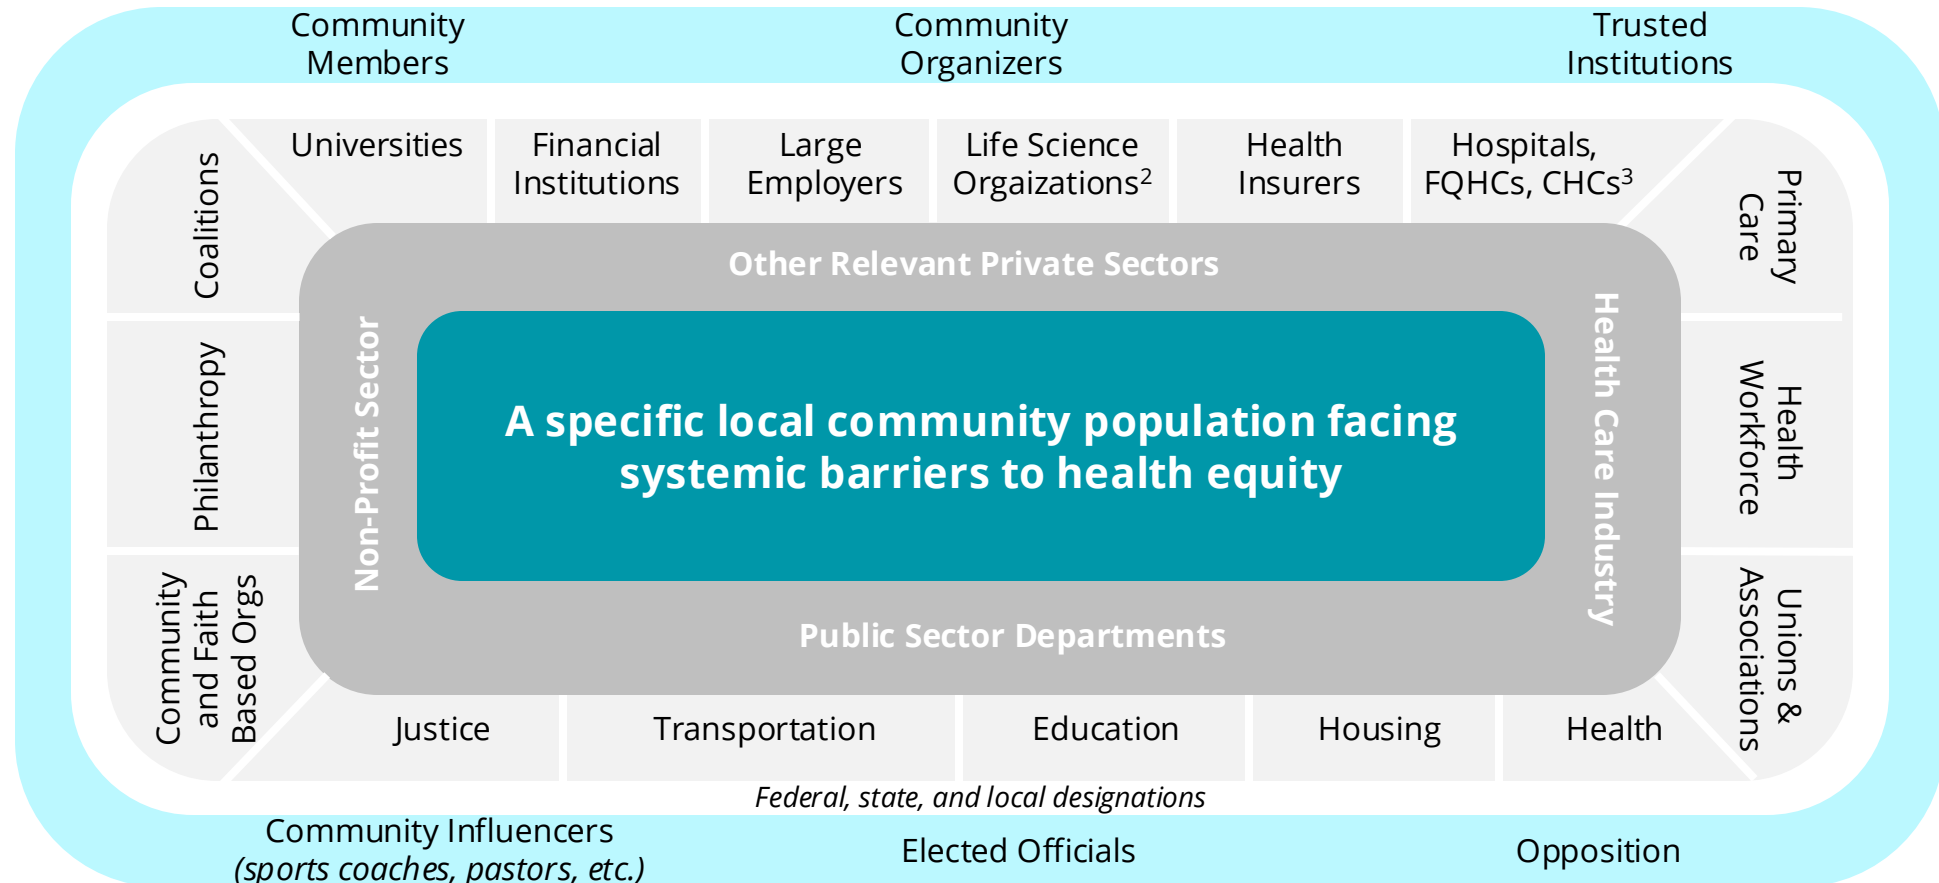 Community
Members
Community
Organizers
Trusted
Institutions
Universities
Financial
Institutions
Large
Employers
Life Science
Orgaizations²
Health
Insurers
Hospitals,
FQHCs, CHCs³
Coalitions
Philanthropy
Community
and Faith
Based Orgs
Non-Profit Sector
Other Relevant Private Sectors
A specific local community population facing
systemic barriers to health equity
Public Sector Departments
Health Care Industry
Primary
Care
Health
Workforce
Unions &
Associations
Justice
Transportation
Education
Housing
Health
Federal, state, and local designations
Community Influencers
(sports coaches, pastors, etc.)
Elected Officials
Opposition